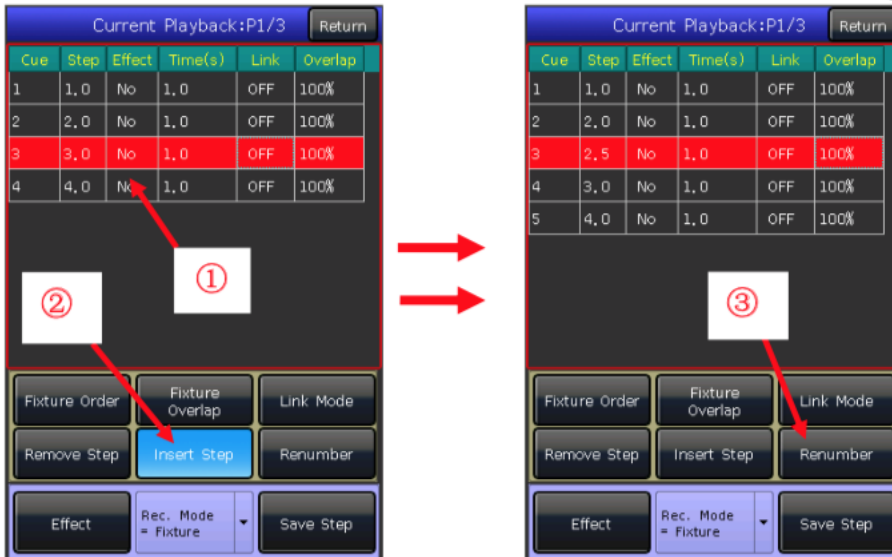 Current Playback:P1/3 Return
Cue Step Effect Time(s) Link Overlap
1 1.0 No 1.0 OFF 100%
2 2.0 No 1.0 OFF 100%
3 3.0 No 1.0 OFF 100%
4 4.0 No 1.0 OFF 100%
①
②
Fixture Order Fixture Overlap Link Mode
Remove Step Insert Step Renumber
Effect Rec. Mode = Fixture Save Step
Current Playback:P1/3 Return
Cue Step Effect Time(s) Link Overlap
1 1.0 No 1.0 OFF 100%
2 2.0 No 1.0 OFF 100%
3 2.5 No 1.0 OFF 100%
4 3.0 No 1.0 OFF 100%
5 4.0 No 1.0 OFF 100%
③
Fixture Order Fixture Overlap Link Mode
Remove Step Insert Step Renumber
Effect Rec. Mode = Fixture Save Step